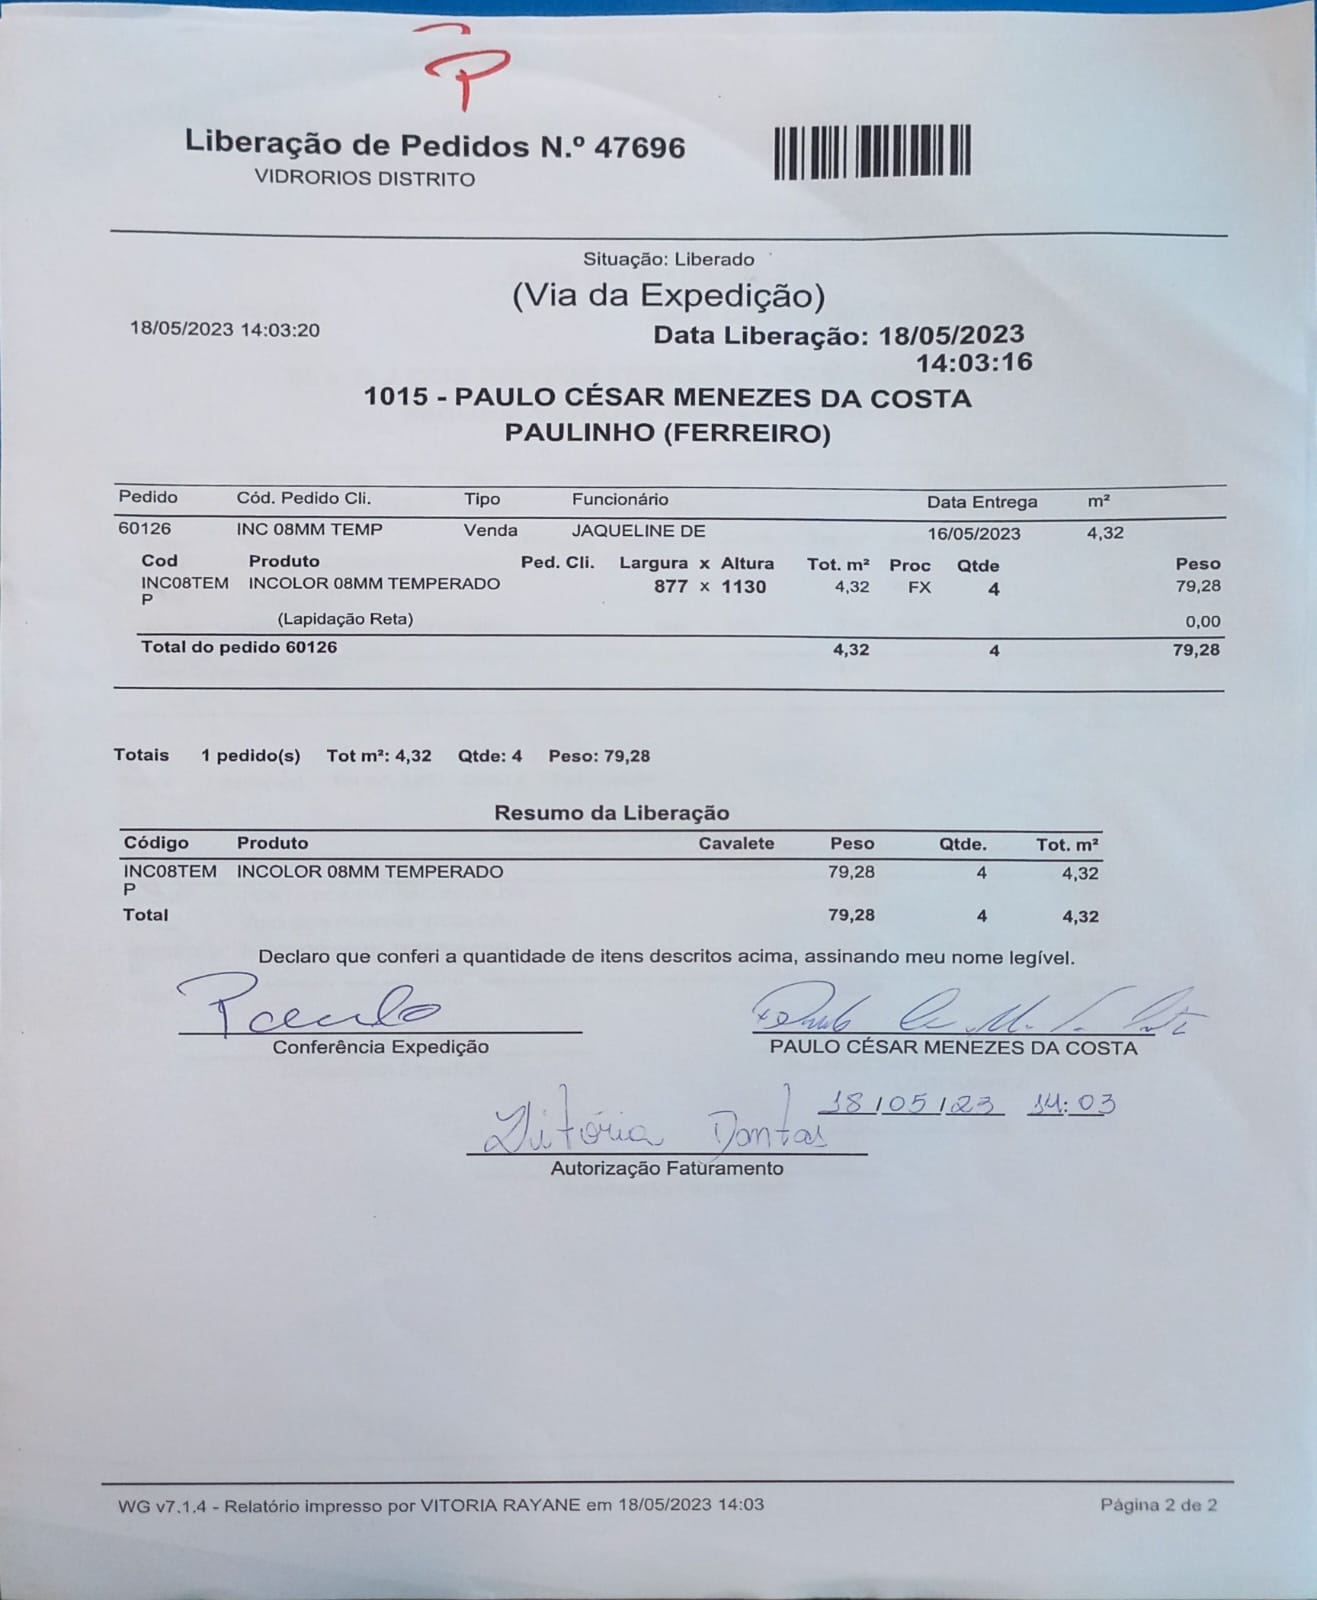 P
Liberação de Pedidos N.º 47696
VIDRORIOS DISTRITO
Situação: Liberado
(Via da Expedição)
18/05/2023 14:03:20
Data Liberação: 18/05/2023
14:03:16
1015 - PAULO CÉSAR MENEZES DA COSTA
PAULINHO (FERREIRO)
Pedido Cód. Pedido Cli. Tipo Funcionário Data Entrega m²
60126 INC 08MM TEMP Venda JAQUELINE DE 16/05/2023 4,32
Cod Produto Ped. Cli. Largura x Altura Tot. m² Proc Qtde Peso
INC08TEM INCOLOR 08MM TEMPERADO 877 x 1130 4,32 FX 4 79,28
P
(Lapidação Reta) 0,00
Total do pedido 60126 4,32 4 79,28
Totais 1 pedido(s) Tot m²: 4,32 Qtde: 4 Peso: 79,28
Resumo da Liberação
Código Produto Cavalete Peso Qtde. Tot. m²
INC08TEM INCOLOR 08MM TEMPERADO 79,28 4 4,32
P
Total 79,28 4 4,32
Declaro que conferi a quantidade de itens descritos acima, assinando meu nome legível.
Paulo
Conferência Expedição
PAULO CÉSAR MENEZES DA COSTA
18/05/23 14:03
Vitória Dantas
Autorização Faturamento
WG v7.1.4 - Relatório impresso por VITORIA RAYANE em 18/05/2023 14:03
Página 2 de 2